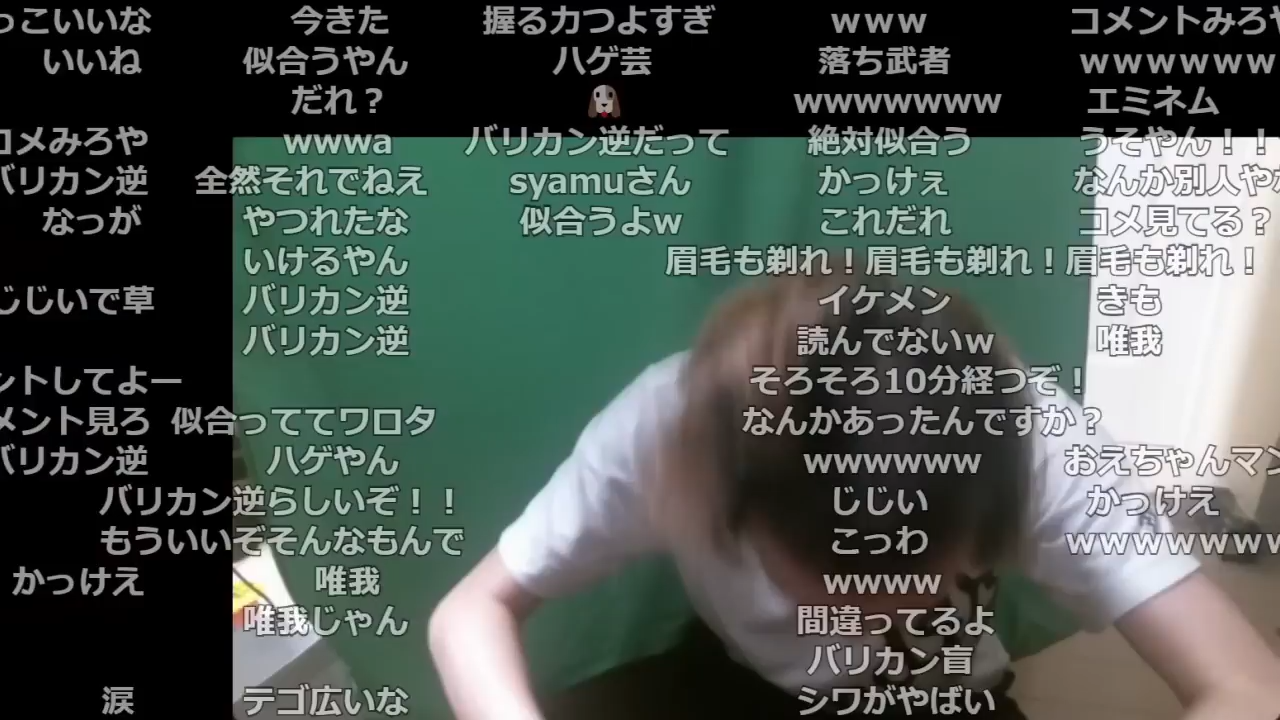 っこいいな 今きた 握る力つよすぎ www コメントみろや
いいね 似合うやん ハゲ芸 落ち武者 wwwwwww
だれ？ wwwwwww エミネム
コメみろや wwwa バリカン逆だって 絶対似合う うそやん！！
バリカン逆 全然それでねえ syamuさん かっけぇ なんか別人やな
なっが やつれたな 似合うよw これだれ コメ見てる？
いけるやん 眉毛も剃れ！眉毛も剃れ！眉毛も剃れ！
じじいで草 バリカン逆 イケメン きも
バリカン逆 読んでないw 唯我
ントしてよー そろそろ10分経つぞ！
メント見ろ 似合っててワロタ なんかあったんですか？
バリカン逆 ハゲやん wwwwww おえちゃんマン
バリカン逆らしいぞ！！ じじい かっけえ
もういいぞそんなもんで こっわ wwwwwwww
かっけえ 唯我 wwww
唯我じゃん 間違ってるよ
バリカン盲
涙 テゴ広いな シワがやばい